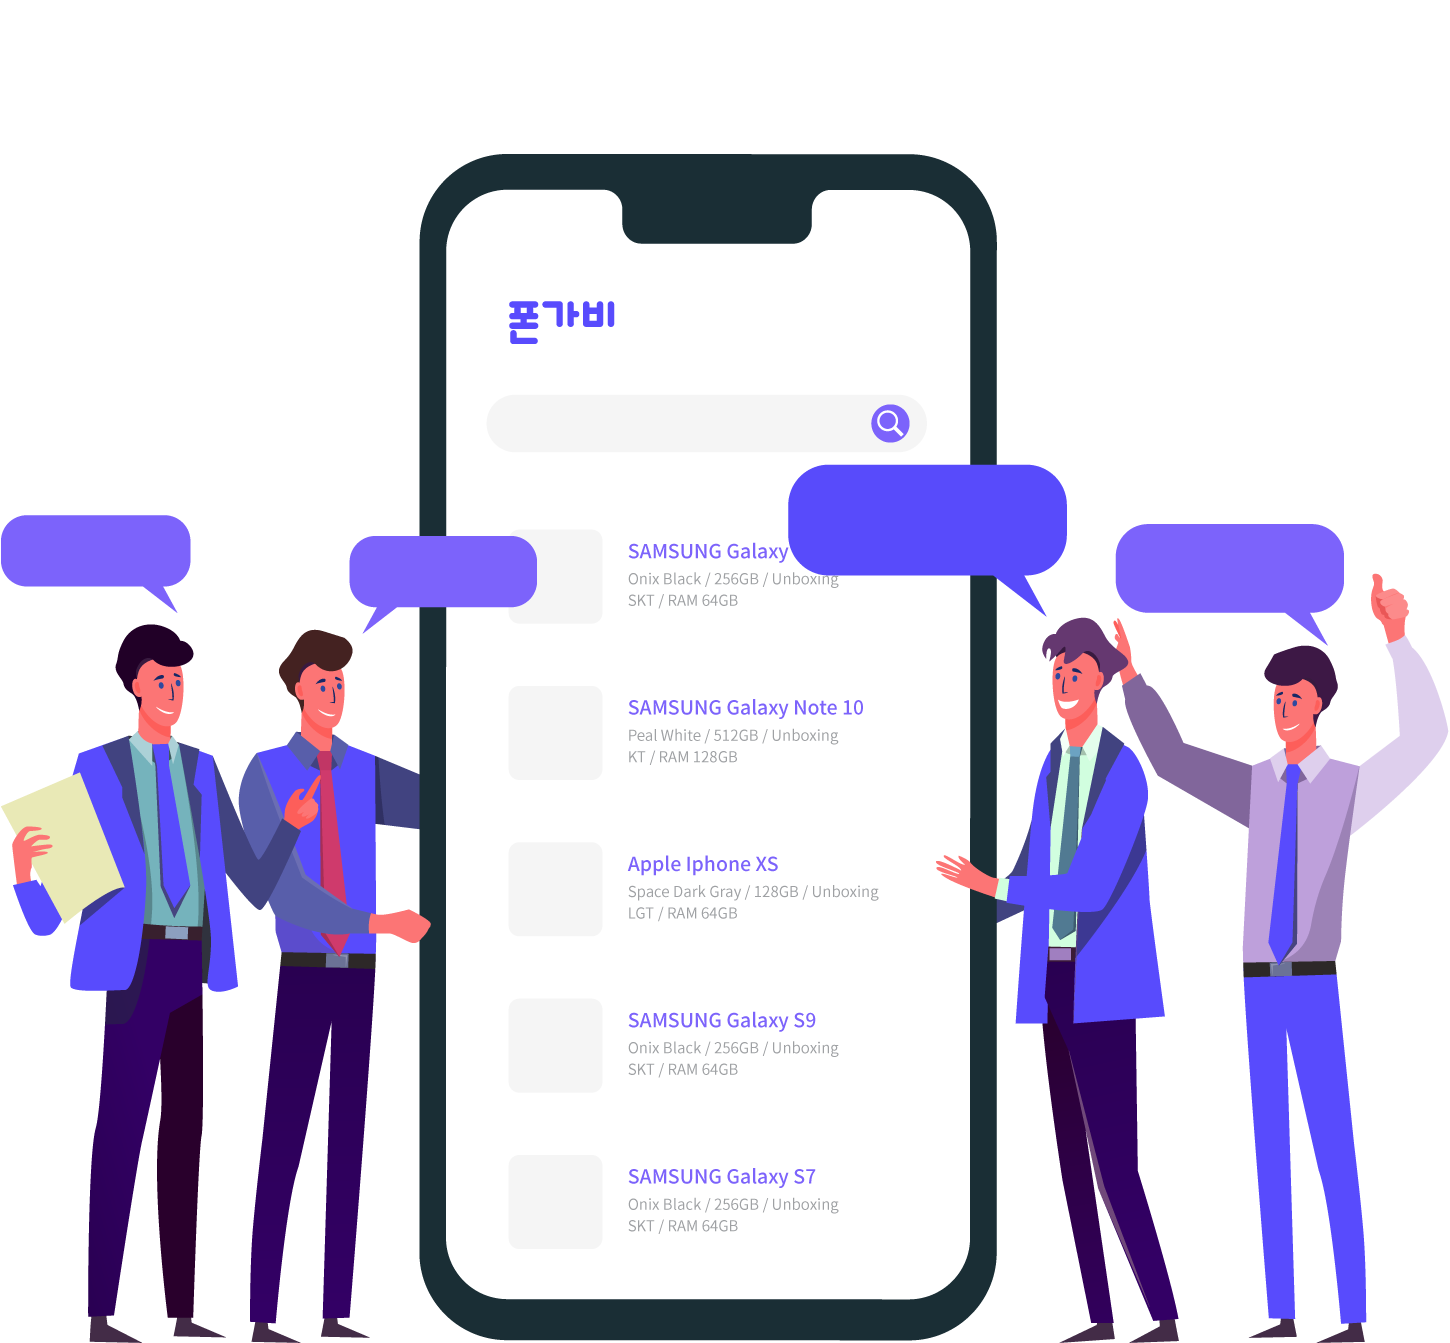 폰가비
SAMSUNG Galaxy
Onix Black / 256GB / Unboxing
SKT / RAM 64GB
SAMSUNG Galaxy Note 10
Peal White / 512GB / Unboxing
KT / RAM 128GB
Apple Iphone XS
Space Dark Gray / 128GB / Unboxing
LGT / RAM 64GB
SAMSUNG Galaxy S9
Onix Black / 256GB / Unboxing
SKT / RAM 64GB
SAMSUNG Galaxy S7
Onix Black / 256GB / Unboxing
SKT / RAM 64GB